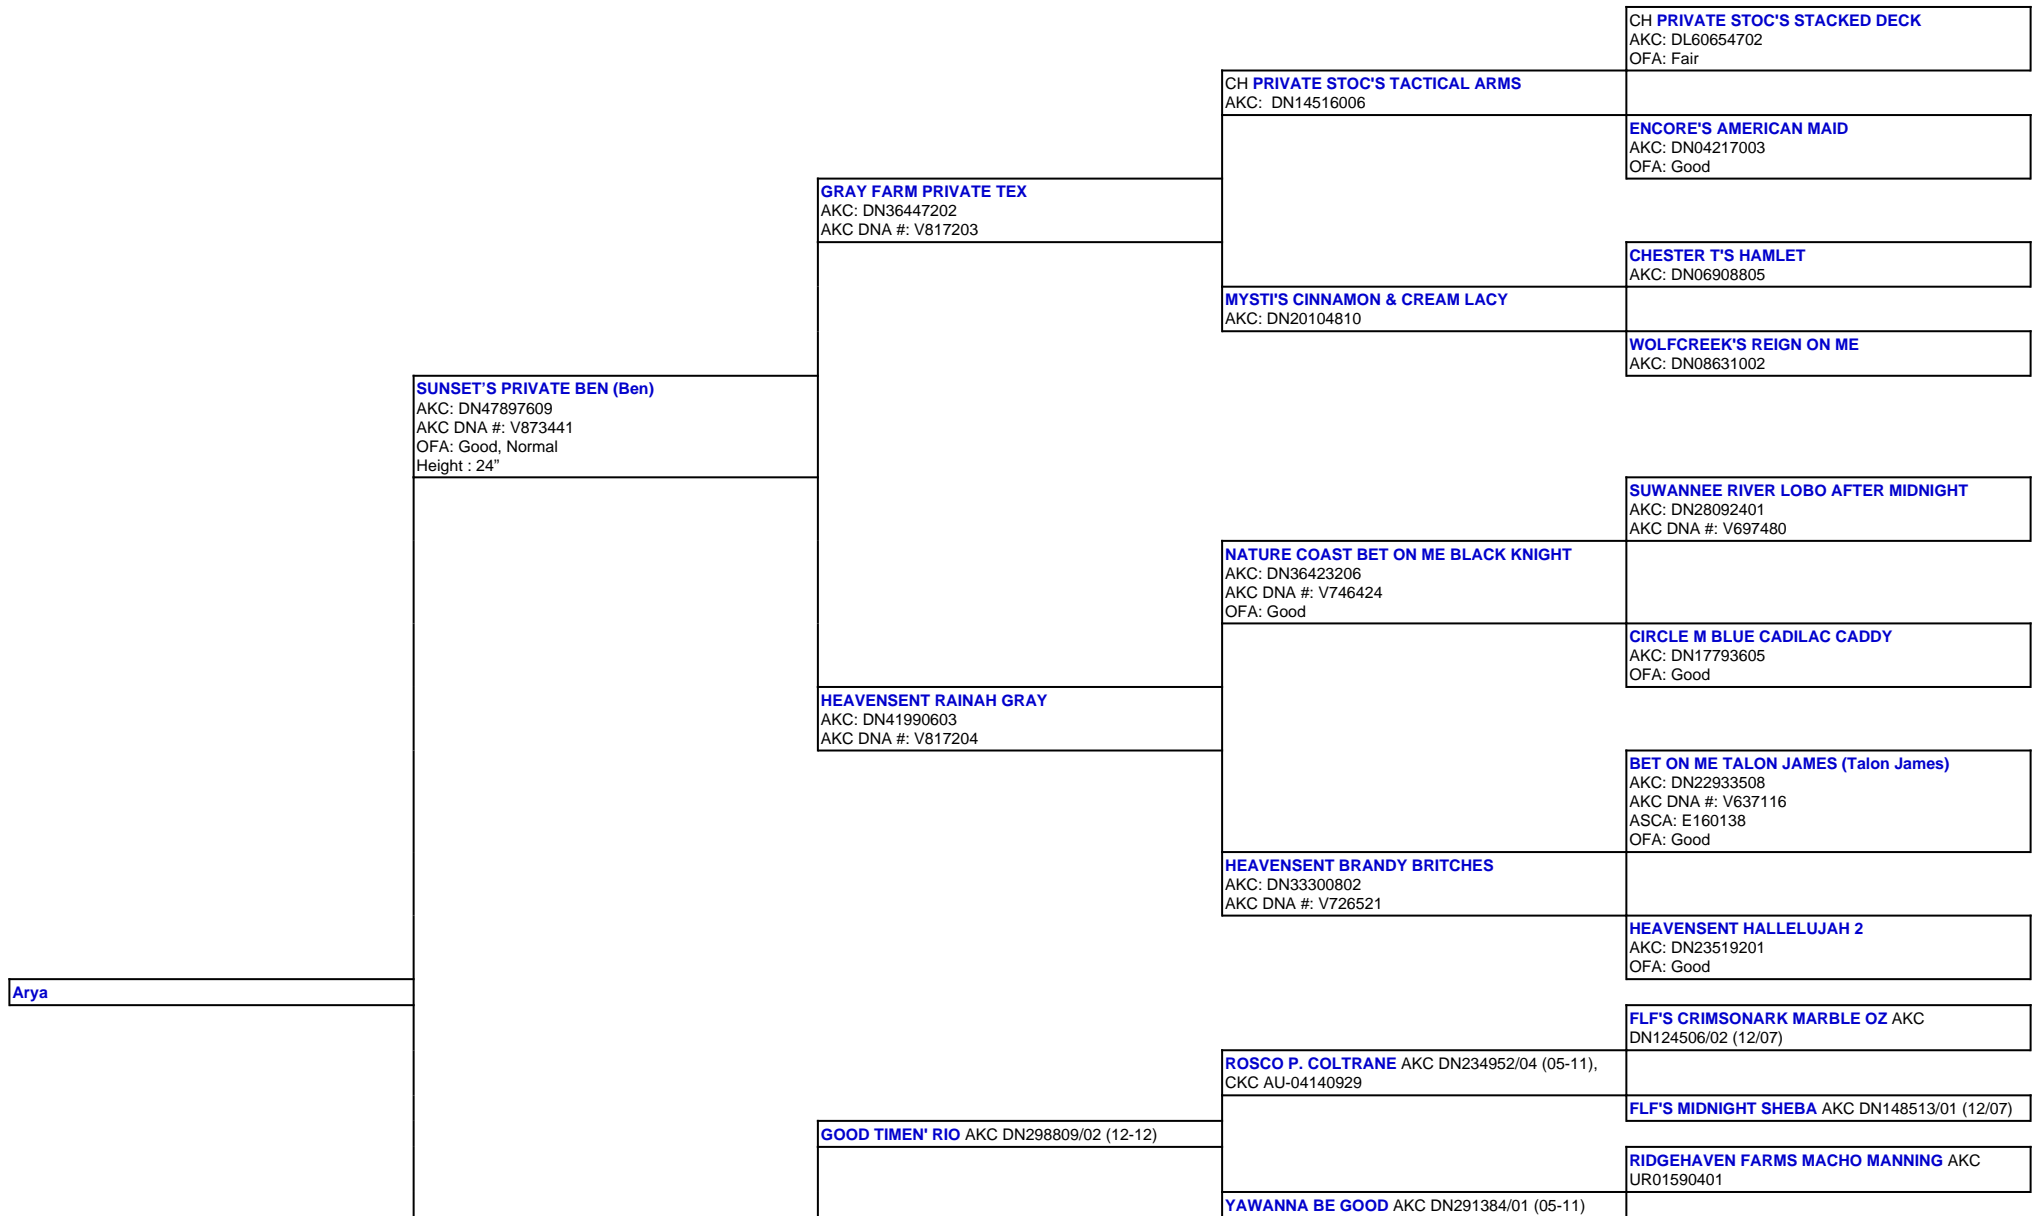 CH PRIVATE STOC'S STACKED DECK
AKC: DL60654702
OFA: Fair
CH PRIVATE STOC'S TACTICAL ARMS
AKC:  DN14516006
ENCORE'S AMERICAN MAID
AKC: DN04217003
OFA: Good
GRAY FARM PRIVATE TEX
AKC: DN36447202
AKC DNA #: V817203
CHESTER T'S HAMLET
AKC: DN06908805
MYSTI'S CINNAMON & CREAM LACY
AKC: DN20104810
WOLFCREEK'S REIGN ON ME
AKC: DN08631002
SUNSET’S PRIVATE BEN (Ben)
AKC: DN47897609
AKC DNA #: V873441
OFA: Good, Normal
Height : 24”
SUWANNEE RIVER LOBO AFTER MIDNIGHT
AKC: DN28092401
AKC DNA #: V697480
NATURE COAST BET ON ME BLACK KNIGHT
AKC: DN36423206
AKC DNA #: V746424
OFA: Good
CIRCLE M BLUE CADILAC CADDY
AKC: DN17793605
OFA: Good
HEAVENSENT RAINAH GRAY
AKC: DN41990603
AKC DNA #: V817204
BET ON ME TALON JAMES (Talon James)
AKC: DN22933508
AKC DNA #: V637116
ASCA: E160138
OFA: Good
HEAVENSENT BRANDY BRITCHES
AKC: DN33300802
AKC DNA #: V726521
HEAVENSENT HALLELUJAH 2
AKC: DN23519201
OFA: Good
Arya
FLF'S CRIMSONARK MARBLE OZ AKC
DN124506/02 (12/07)
ROSCO P. COLTRANE AKC DN234952/04 (05-11),
CKC AU-04140929
FLF'S MIDNIGHT SHEBA AKC DN148513/01 (12/07)
GOOD TIMEN' RIO AKC DN298809/02 (12-12)
RIDGEHAVEN FARMS MACHO MANNING AKC
UR01590401
YAWANNA BE GOOD AKC DN291384/01 (05-11)